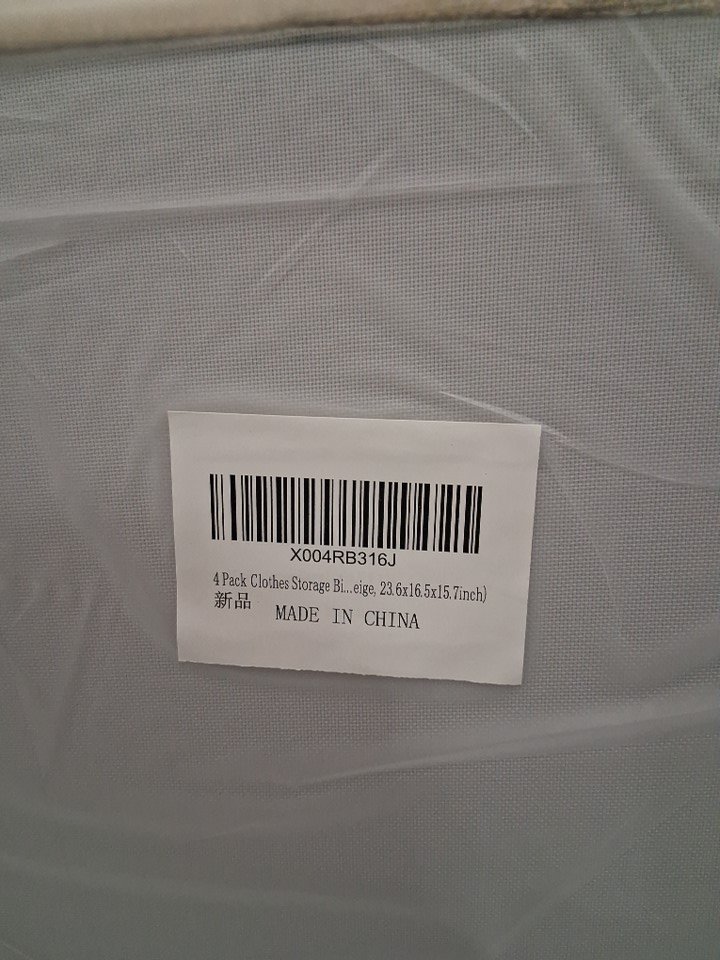 X004RB316J
4 Pack Clothes Storage Bi...eige, 23.6x16.5x15.7inch)
新品
MADE IN CHINA